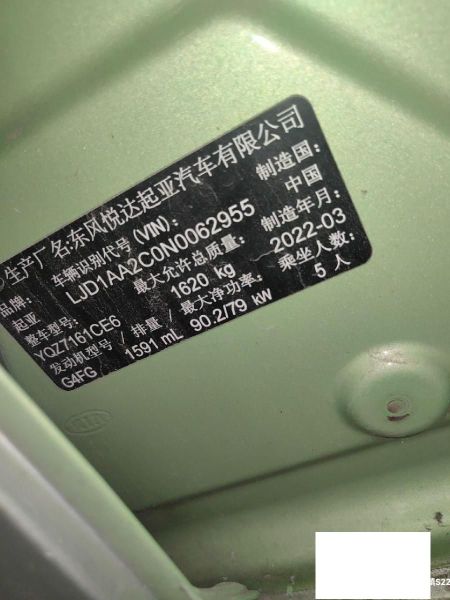 生产厂名:东风悦达起亚汽车有限公司
品牌: 车辆识别代号(VIN): 制造国:
起亚 LJD1AA2C0N0062955 中国
整车型号: 最大允许总质量: 制造年月:
YQZ7161CE6 1620 kg 2022-03
发动机型号/排量/最大净功率: 乘坐人数:
G4FG 1591 mL 90.2/79 kW 5 人
S22